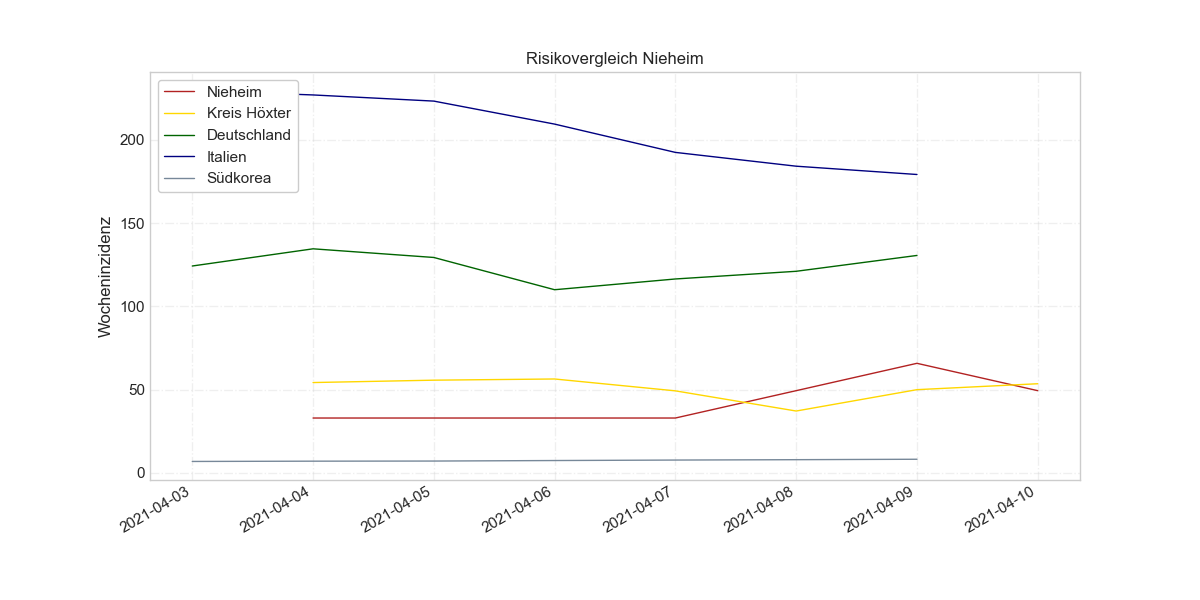 Risikovergleich Nieheim
Nieheim
Kreis Höxter
Deutschland
Italien
Südkorea
Wocheninzidenz
200
150
100
50
0
2021-04-03
2021-04-04
2021-04-05
2021-04-06
2021-04-07
2021-04-08
2021-04-09
2021-04-10